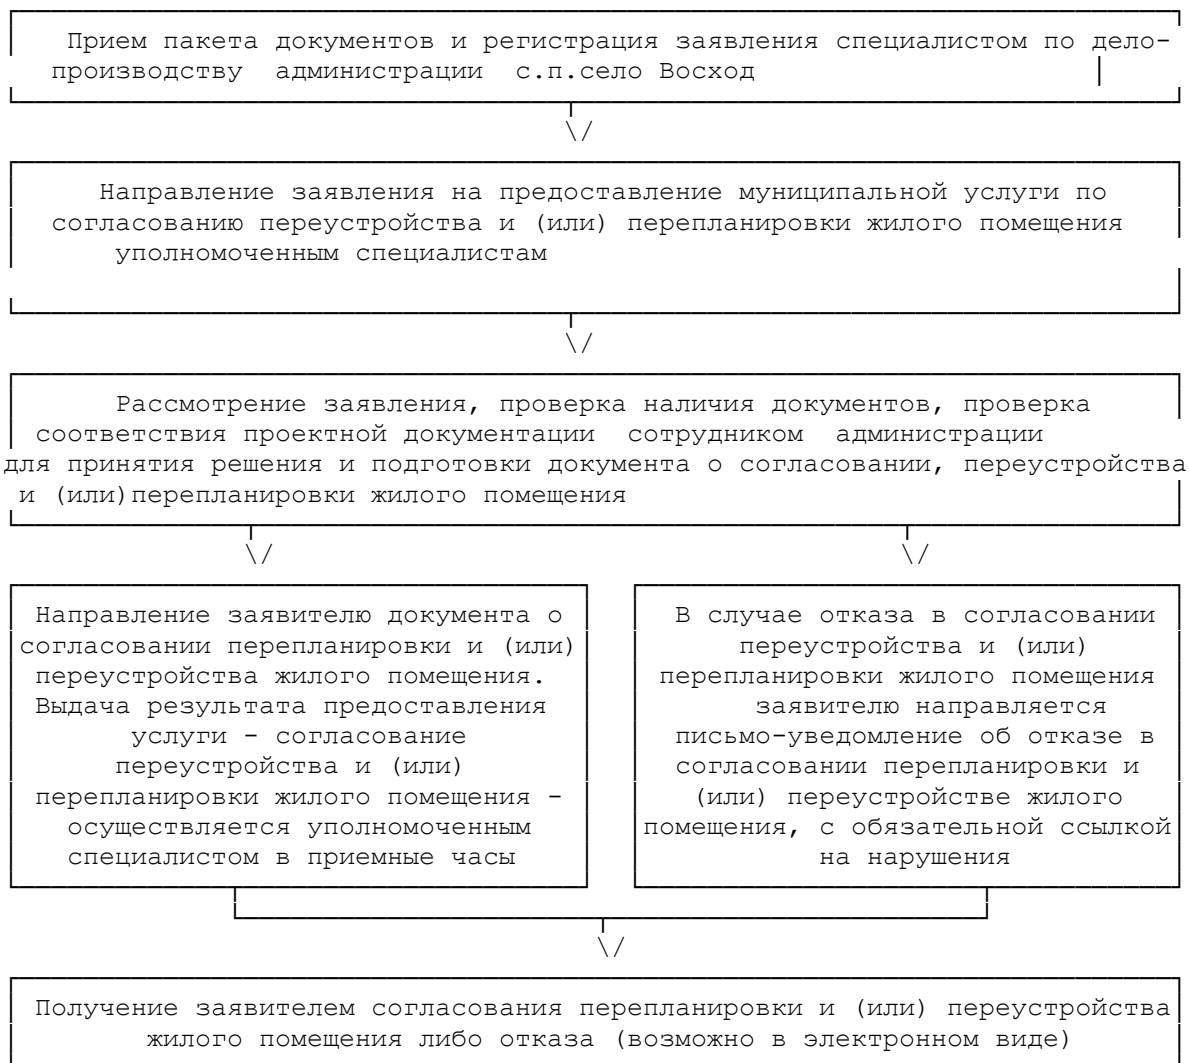 Прием пакета документов и регистрация заявления специалистом по дело-
производству администрации с.п.село Восход
\/
Направление заявления на предоставление муниципальной услуги по
согласованию переустройства и (или) перепланировки жилого помещения
уполномоченным специалистам
\/
Рассмотрение заявления, проверка наличия документов, проверка
соответствия проектной документации сотрудником администрации
для принятия решения и подготовки документа о согласовании, переустройства
и (или)перепланировки жилого помещения
\/ \/
Направление заявителю документа о
согласовании перепланировки и (или)
переустройства жилого помещения.
Выдача результата предоставления
услуги - согласование
переустройства и (или)
перепланировки жилого помещения -
осуществляется уполномоченным
специалистом в приемные часы
В случае отказа в согласовании
переустройства и (или)
перепланировки жилого помещения
заявителю направляется
письмо-уведомление об отказе в
согласовании перепланировки и
(или) переустройстве жилого
помещения, с обязательной ссылкой
на нарушения
\/
Получение заявителем согласования перепланировки и (или) переустройства
жилого помещения либо отказа (возможно в электронном виде)